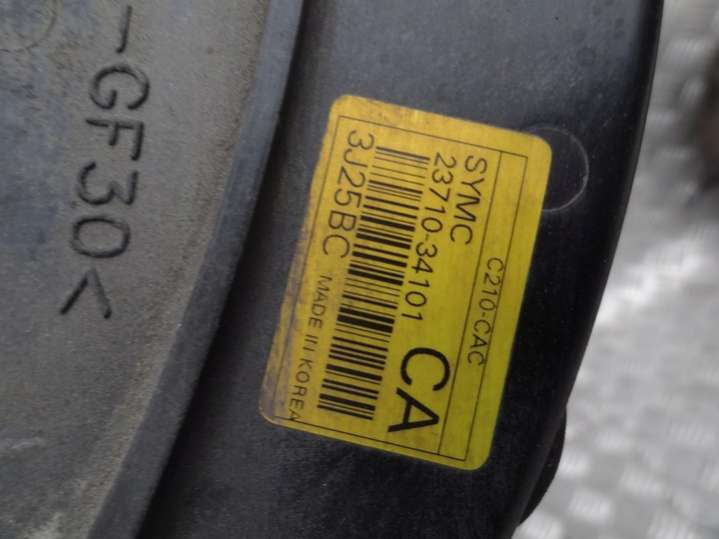 -GF30<
C210-CAC
SYMC
23710-34101
CA
3J25BC
MADE IN KOREA